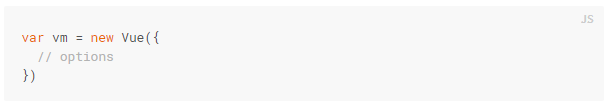 JS
var vm = new Vue({
  // options
})